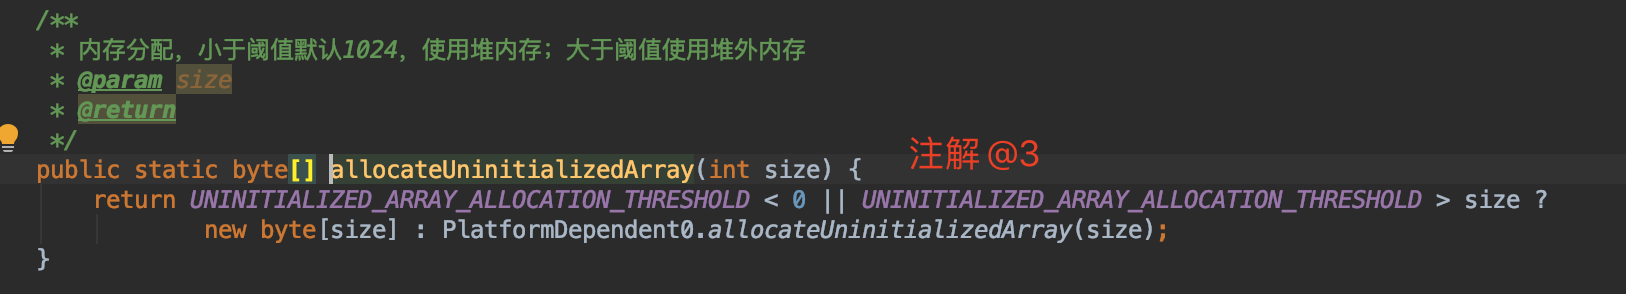 /**
 * 内存分配，小于阈值默认1024，使用堆内存；大于阈值使用堆外内存
 * @param size
 * @return
 */
public static byte[] allocateUninitializedArray(int size) {
注解@3
    return UNINITIALIZED_ARRAY_ALLOCATION_THRESHOLD < 0 || UNINITIALIZED_ARRAY_ALLOCATION_THRESHOLD > size ?
            new byte[size] : PlatformDependent0.allocateUninitializedArray(size);
}